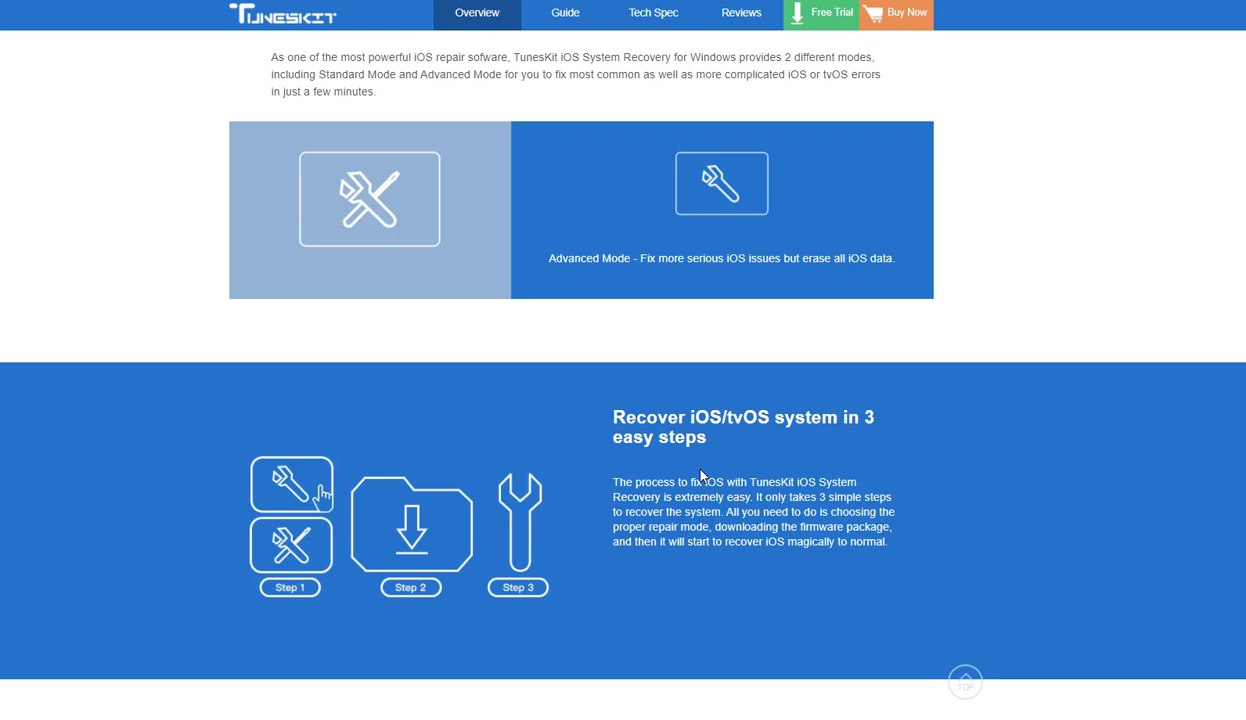 TUNESKIT
Overview
Guide
Tech Spec
Reviews
Free Trial
Buy Now
As one of the most powerful iOS repair sofware, TunesKit iOS System Recovery for Windows provides 2 different modes,
including Standard Mode and Advanced Mode for you to fix most common as well as more complicated iOS or tvOS errors
in just a few minutes.
Advanced Mode - Fix more serious iOS issues but erase all iOS data.
Recover iOS/tvOS system in 3
easy steps
The process to fix iOS with TunesKit iOS System
Recovery is extremely easy. It only takes 3 simple steps
to recover the system. All you need to do is choosing the
proper repair mode, downloading the firmware package,
and then it will start to recover iOS magically to normal.
Step 1
Step 2
Step 3
TOP